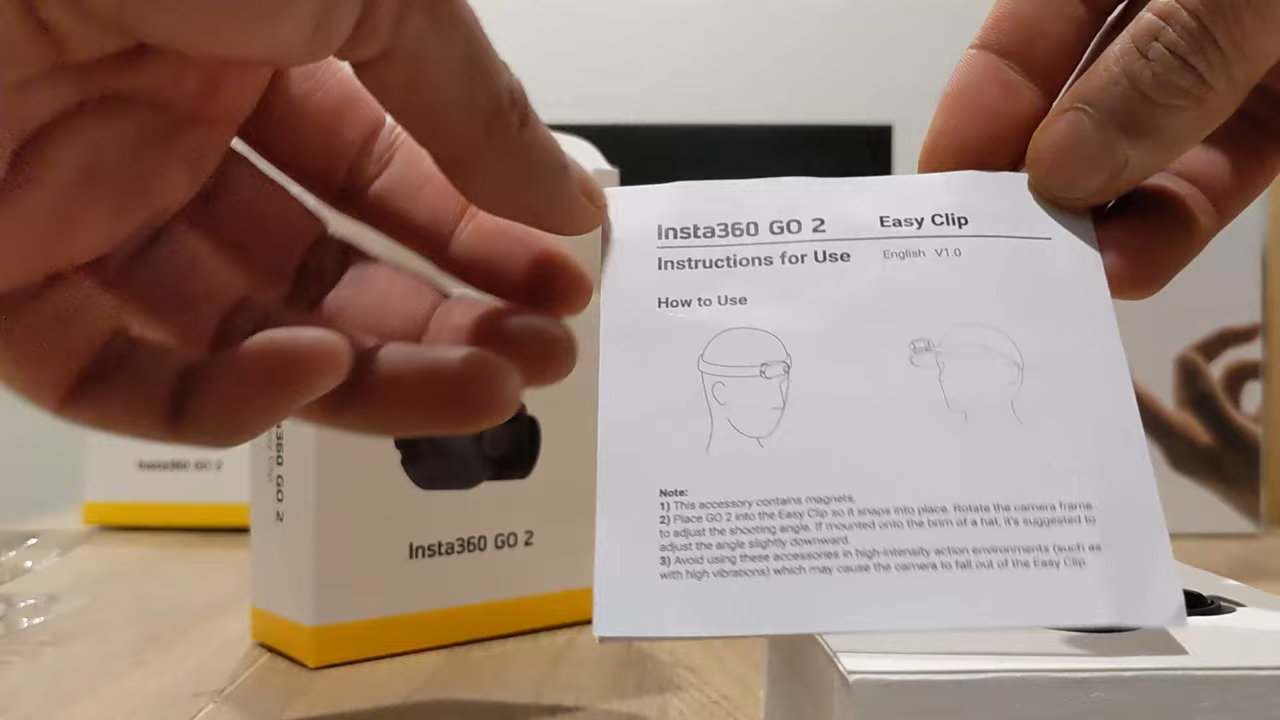 Insta360 GO 2 Easy Clip
Instructions for Use English V1.0
How to Use
Note:
1) This accessory contains magnets.
2) Place GO 2 into the Easy Clip so it snaps into place. Rotate the camera frame
to adjust the shooting angle. If mounted onto the brim of a hat, it's suggested to
adjust the angle slightly downward.
3) Avoid using these accessories in high-intensity action environments (such as
with high vibrations) which may cause the camera to fall out of the Easy Clip.
Insta360 GO 2
360 GO 2
Insta360 GO 2